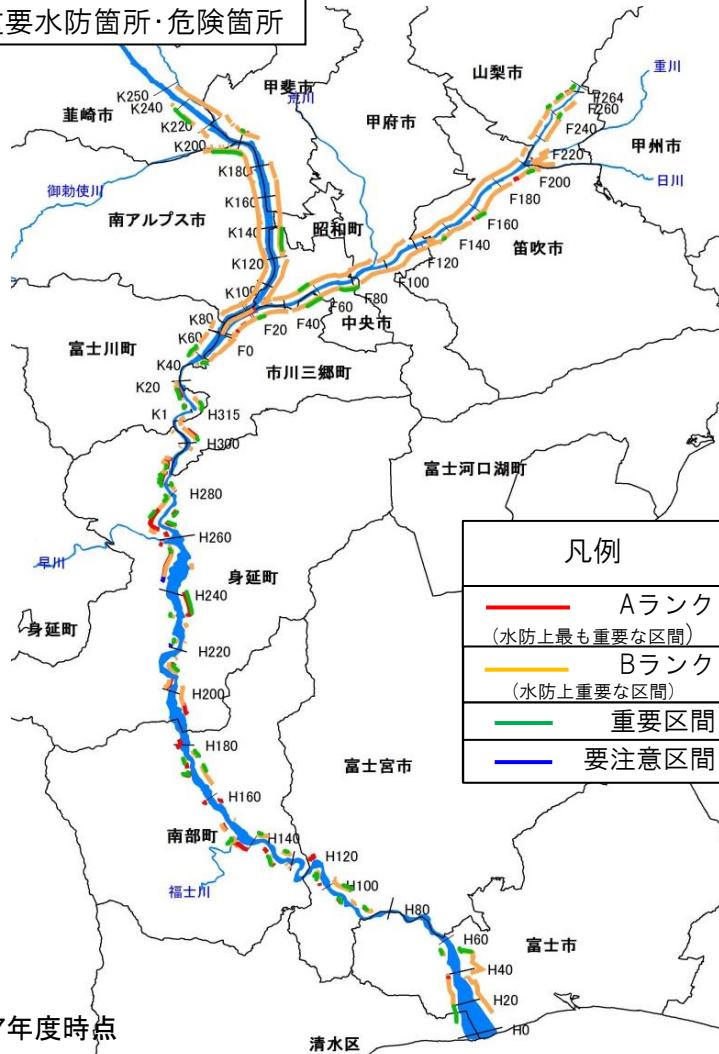 要水防箇所･危険箇所
山梨市
重川
甲斐市
荒川
K250
K240
韮崎市
F264
F260
甲府市
K220
F240
甲州市
K200
F220
K180
F200
日川
御勅使川
F180
K160
南アルプス市
F160
昭和町
K140
F140
笛吹市
F120
K120
F100
K100
F80
F60
K80
F40
中央市
F20
K60
F0
富士川町
K40
市川三郷町
K20
K1
H315
H300
富士河口湖町
H280
H260
早川
身延町
H240
身延町
H220
H200
凡例
Aランク
(水防上最も重要な区間)
Bランク
(水防上重要な区間)
重要区間
要注意区間
H180
富士宮市
H160
南部町
H140
H120
福士川
H100
H80
H60
富士市
H40
H20
H0
年度時点
清水区